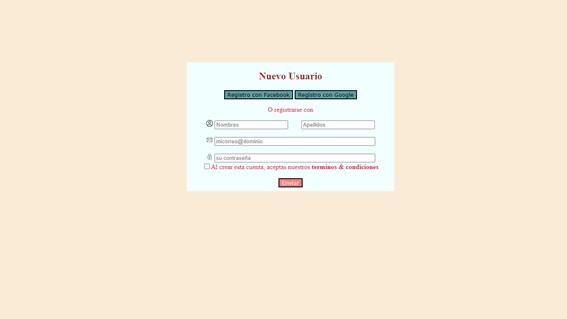 Nuevo Usuario
Registro con Facebook Registro con Google
O registrarse con
Nombres Apellidos
micorreo@dominio
su contraseña
Al crear esta cuenta, aceptas nuestros terminos & condiciones
Enviar